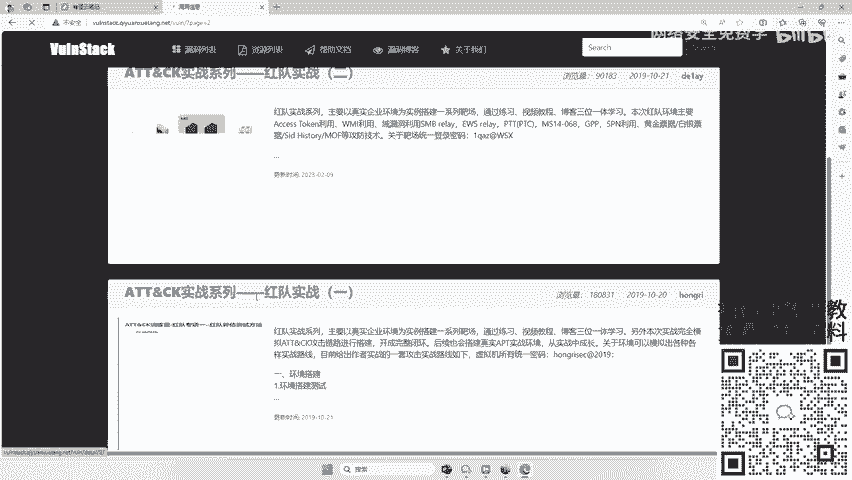 不安全 | vulnstack.qiyuanxuetang.net/vuln/?page=2
网络安全免费学 bilibili
VulnStack 漏洞列表 资源列表 帮助文档 漏洞博客 关于我们 Search
ATT&CK实战系列——红队实战（二） 浏览量： 90183 2019-10-21 delay
红队实战系列，主要以真实企业环境为实例搭建一系列靶场，通过练习、视频教程、博客三位一体学习。本次红队环境主要
Access Token利用、WMI利用、域漏洞利用SMB relay，EWS relay，PTT(PTC)，MS14-068，GPP，SPN利用、黄金票据/白银票
据/Sid History/MOF等攻防技术。关于靶场统一登录密码：1qaz@WSX
...
更新时间: 2023-02-09
ATT&CK实战系列——红队实战（一） 浏览量： 180831 2019-10-20 hongri
红队实战系列，主要以真实企业环境为实例搭建一系列靶场，通过练习、视频教程、博客三位一体学习。另外本次实战完全模
拟ATT&CK攻击链路进行搭建，开成完整闭环。后续也会搭建真实APT实战环境，从实战中成长。关于环境可以模拟出各种各
样实战路线，目前给出作者实战的一套攻击实战路线如下，虚拟机所有统一密码：hongrisec@2019：
一、环境搭建
1.环境搭建测试
...
更新时间: 2019-10-21
教
料
搜索